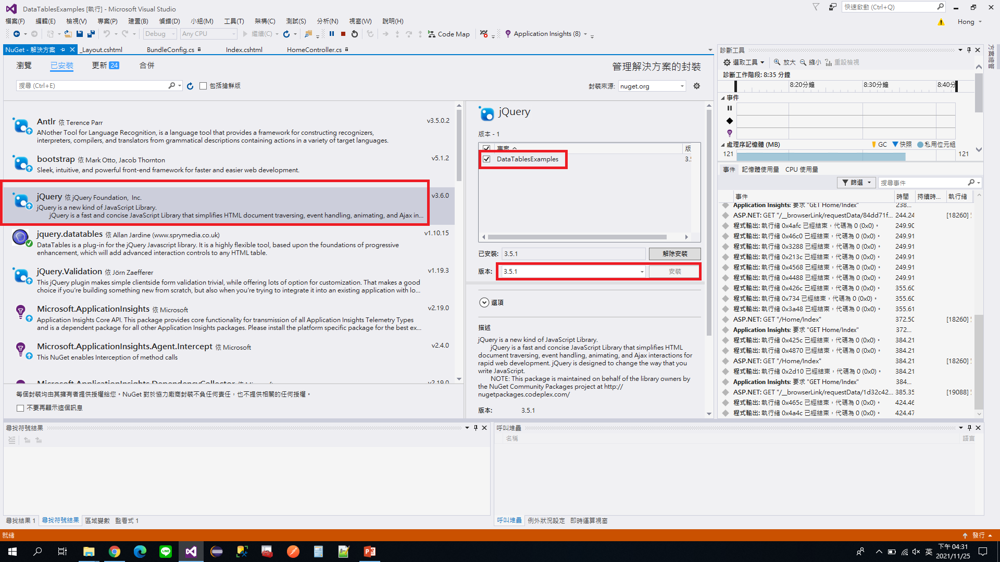 DataTablesExamples [執行] - Microsoft Visual Studio
快速啟動 (Ctrl+Q)
檔案(F) 編輯(E) 檢視(V) 專案(P) 建置(B) 偵錯(D) 小組(M) 工具(T) 架構(C) 測試(S) 分析(N) 視窗(W) 說明(H)
Hong
Debug Any CPU 繼續(C) Code Map Application Insights (8)
NuGet - 解決方案 _Layout.cshtml BundleConfig.cs Index.cshtml HomeController.cs
瀏覽 已安裝 更新 24 合併
管理解決方案的封裝
搜尋 (Ctrl+E) 包括搶鮮版
封裝來源: nuget.org
Antlr 依 Terence Parr v3.5.0.2
ANother Tool for Language Recognition, is a language tool that provides a framework for constructing recognizers,
interpreters, compilers, and translators from grammatical descriptions containing actions in a variety of target languages.
bootstrap 依 Mark Otto, Jacob Thornton v5.1.2
Sleek, intuitive, and powerful front-end framework for faster and easier web development.
jQuery 依 jQuery Foundation, Inc. v3.6.0
jQuery is a new kind of JavaScript Library.
jQuery is a fast and concise JavaScript Library that simplifies HTML document traversing, event handling, animating, and Ajax in...
jquery.datatables 依 Allan Jardine (www.sprymedia.co.uk) v1.10.15
DataTables is a plug-in for the jQuery Javascript library. It is a highly flexible tool, based upon the foundations of progressive
enhancement, which will add advanced interaction controls to any HTML table.
jQuery.Validation 依 Jörn Zaefferer v1.19.3
This jQuery plugin makes simple clientside form validation trivial, while offering lots of option for customization. That makes a good
choice if you're building something new from scratch, but also when you're trying to integrate it into an existing application with lo...
Microsoft.ApplicationInsights 依 Microsoft v2.19.0
Application Insights Core API. This package provides core functionality for transmission of all Application Insights Telemetry Types
and is a dependent package for all other Application Insights packages. Please install the platform specific package for the best ex...
Microsoft.ApplicationInsights.Agent.Intercept 依 Microsoft v2.4.0
This NuGet enables Interception of method calls
Microsoft.ApplicationInsights.DependencyCollector 依 Microsoft v2.19.0
每個封裝均由其擁有者提供授權給您。NuGet 對於協力廠商封裝不負任何責任，也不提供相關的任何授權。
不要再顯示這個訊息
jQuery
版本 - 1
專案 版
DataTablesExamples 3.5
已安裝: 3.5.1 解除安裝
版本: 3.5.1 安裝
選項
描述
jQuery is a new kind of JavaScript Library.
jQuery is a fast and concise JavaScript Library that simplifies HTML
document traversing, event handling, animating, and Ajax interactions for
rapid web development. jQuery is designed to change the way that you
write JavaScript.
NOTE: This package is maintained on behalf of the library owners by
the NuGet Community Packages project at http://
nugetpackages.codeplex.com/
版本: 3.5.1
診斷工具
選取工具 放大 縮小 重設檢視
診斷工作階段: 8:35 分鐘
8:20分鐘 8:30分鐘 8:40分
事件
處理序記憶體 (MB) GC 快照 私用位元組
121 121
事件 記憶體使用量 CPU 使用量
篩選 搜尋事件
事件 時間 持續時... 執行緒
Application Insights: 要求 "GET Home/Index" 238...
ASP.NET: GET "/__browserLink/requestData/84dd71f... 244.24 [18260]
程式輸出: 執行緒 0x4afc 已經結束，代碼為 0 (0x0)。 249.90
程式輸出: 執行緒 0x46c0 已經結束，代碼為 0 (0x0)。 249.91
程式輸出: 執行緒 0x3288 已經結束，代碼為 0 (0x0)。 249.91
程式輸出: 執行緒 0x213c 已經結束，代碼為 0 (0x0)。 249.91
程式輸出: 執行緒 0x4568 已經結束，代碼為 0 (0x0)。 249.91
程式輸出: 執行緒 0x4488 已經結束，代碼為 0 (0x0)。 249.91
程式輸出: 執行緒 0x426c 已經結束，代碼為 0 (0x0)。 355.60
程式輸出: 執行緒 0x734 已經結束，代碼為 0 (0x0)。 355.60
程式輸出: 執行緒 0x3a48 已經結束，代碼為 0 (0x0)。 355.61
ASP.NET: GET "/Home/Index" 372.50 [18260]
Application Insights: 要求 "GET Home/Index" 372...
程式輸出: 執行緒 0x425c 已經結束，代碼為 0 (0x0)。 384.21
程式輸出: 執行緒 0x4870 已經結束，代碼為 0 (0x0)。 384.21
ASP.NET: GET "/Home/Index" 384.21 [18260]
程式輸出: 執行緒 0x2d10 已經結束，代碼為 0 (0x0)。 384.21
Application Insights: 要求 "GET Home/Index" 384...
ASP.NET: GET "/__browserLink/requestData/1d32c42... 385.35 [19088]
程式輸出: 執行緒 0x465c 已經結束，代碼為 0 (0x0)。 424.46
程式輸出: 執行緒 0x4a4c 已經結束，代碼為 0 (0x0)。 424.47
方案總管
尋找符號結果
呼叫堆疊
名稱 語言
尋找結果 1 尋找符號結果 區域變數 監看式 1
呼叫堆疊 例外狀況設定 即時運算視窗
就緒 發行
英
下午 04:31
2021/11/25